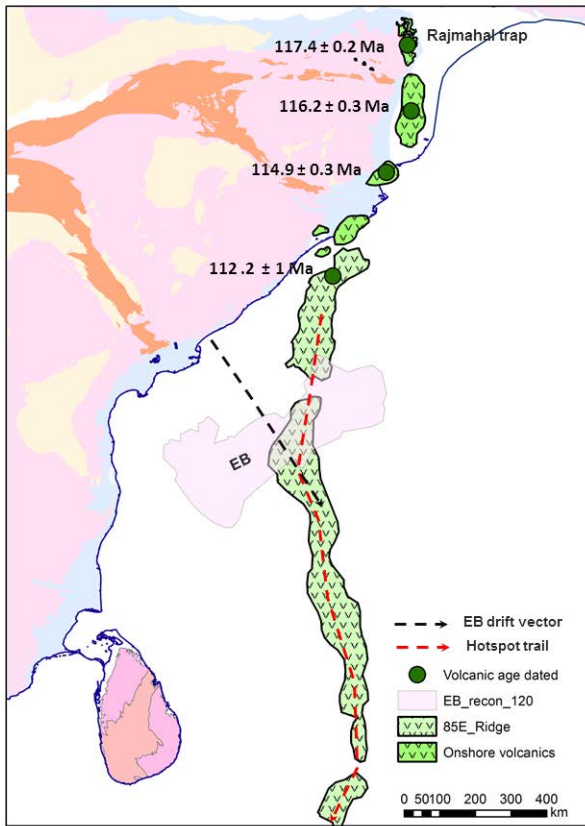 Rajmahal trap
117.4 ± 0.2 Ma
116.2 ± 0.3 Ma
114.9 ± 0.3 Ma
112.2 ± 1 Ma
EB
EB drift vector
Hotspot trail
Volcanic age dated
EB_recon_120
85E_Ridge
Onshore volcanics
0 50100 200 300 400
km